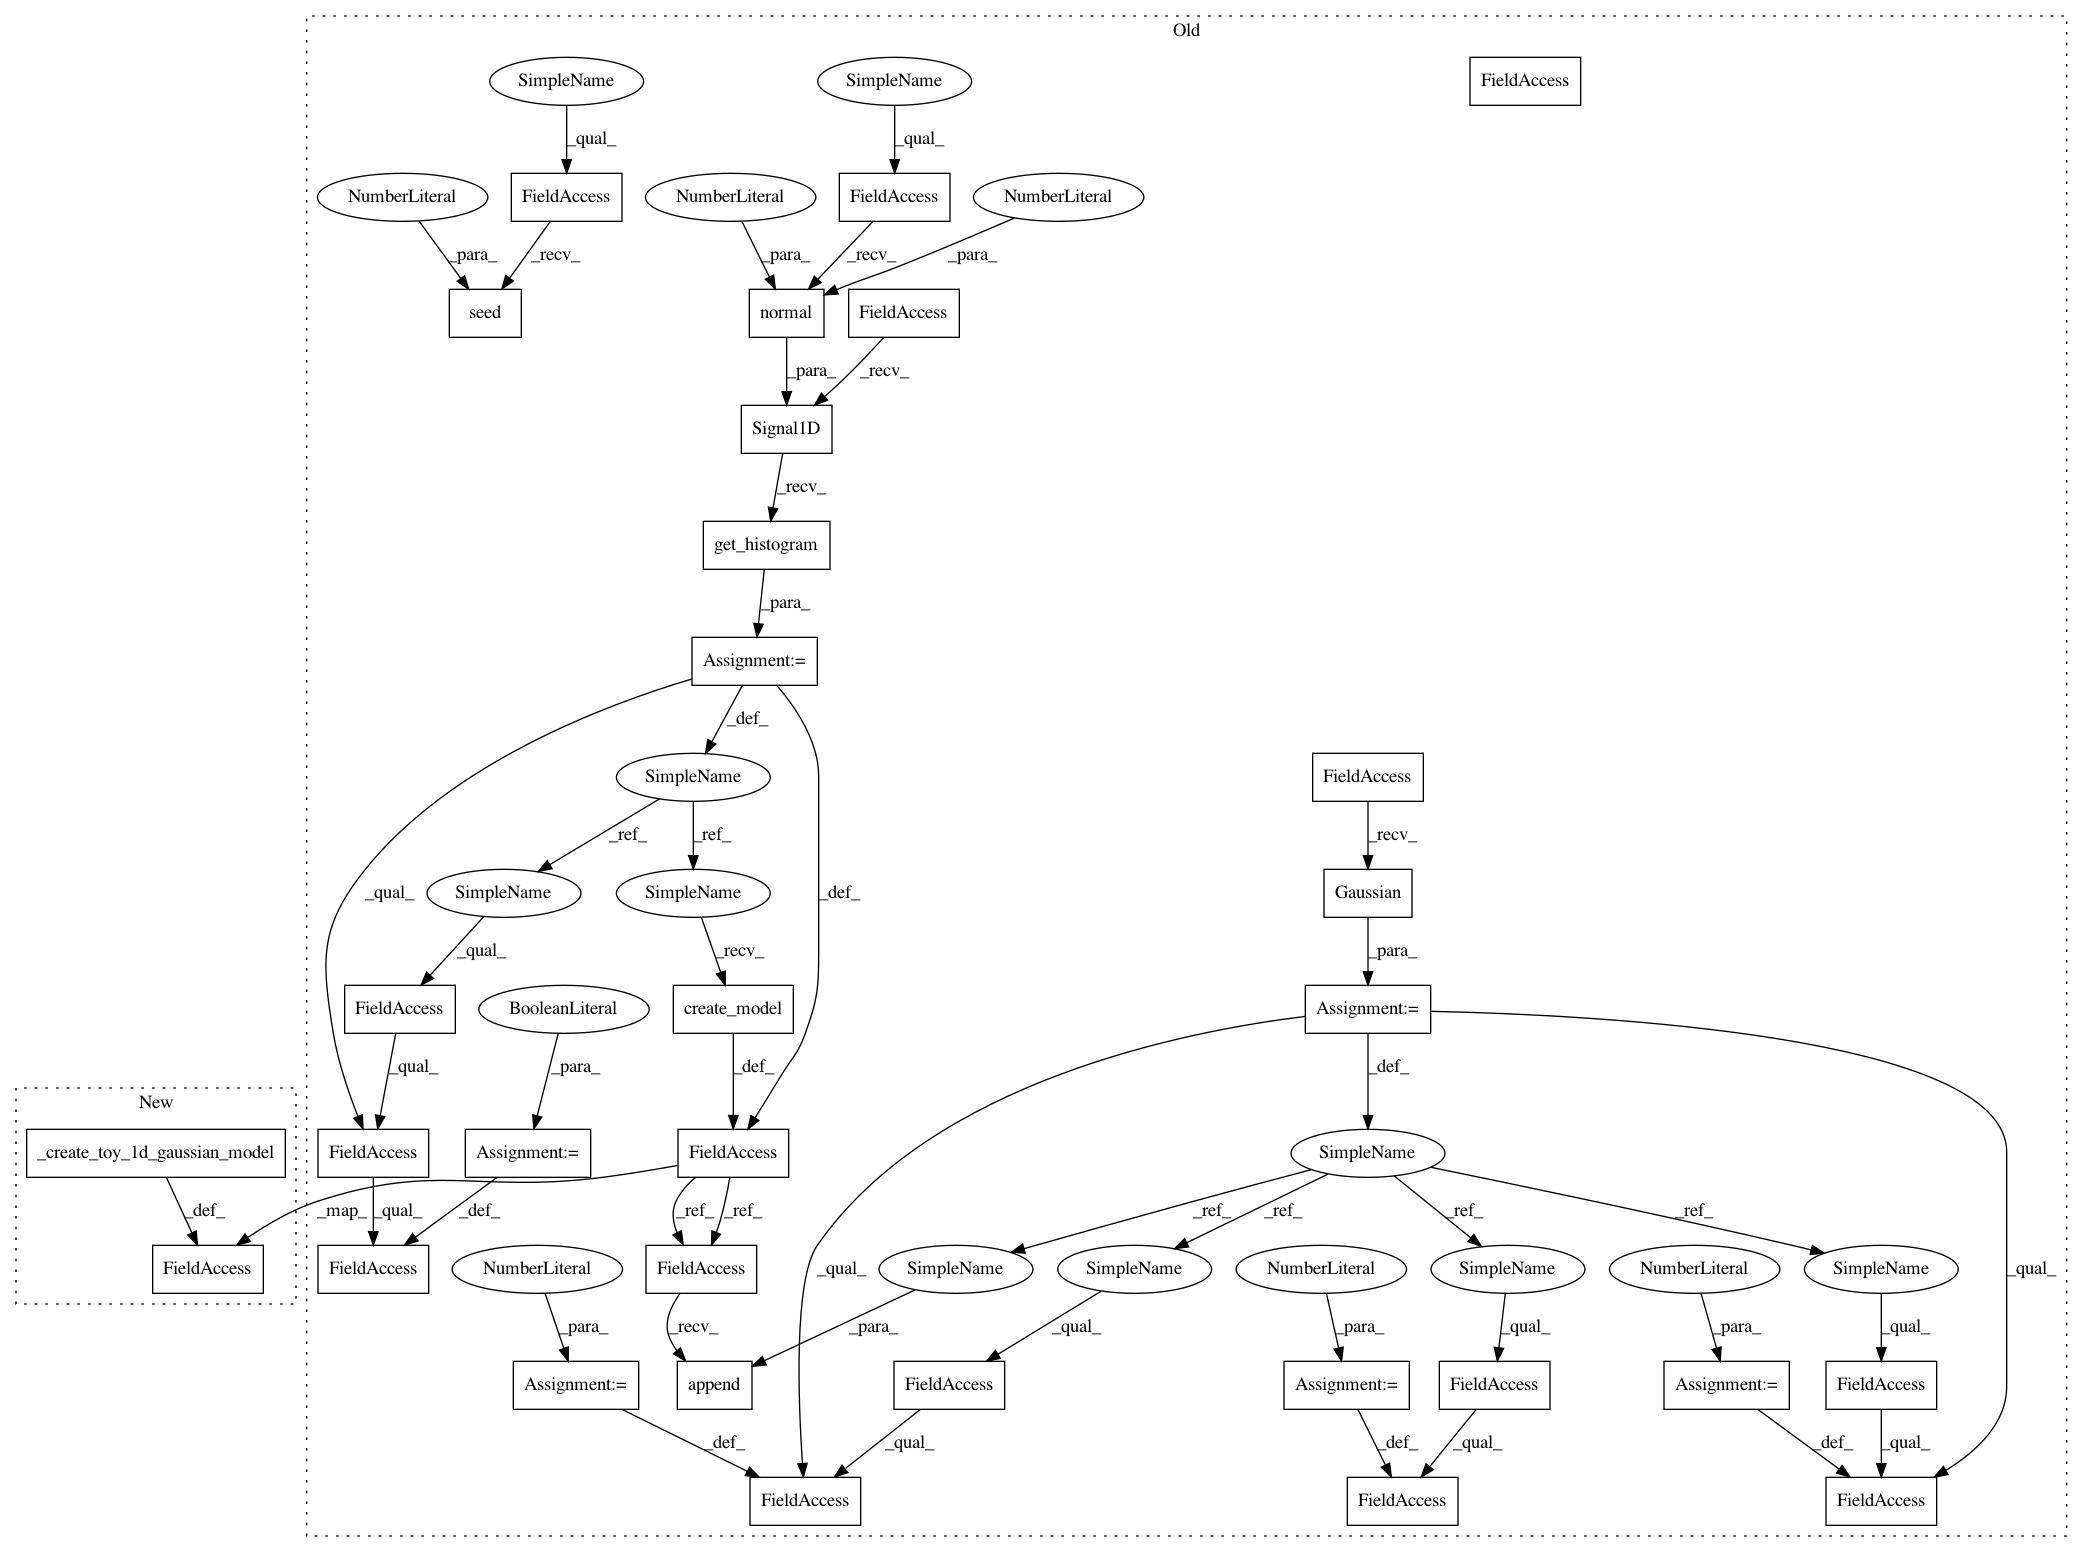 Old
SimpleName
SimpleName
FieldAccess
_qual_
_qual_
NumberLiteral
FieldAccess
NumberLiteral
FieldAccess
NumberLiteral
_para_
_recv_
_para_
_recv_
_para_
seed
normal
FieldAccess
_para_
_recv_
Signal1D
_recv_
get_histogram
_para_
Assignment:=
_def_
SimpleName
FieldAccess
_ref_
_ref_
_recv_
_qual_
SimpleName
SimpleName
_def_
Gaussian
_qual_
_recv_
_para_
FieldAccess
BooleanLiteral
create_model
Assignment:=
_qual_
_para_
_def_
_def_
New
_create_toy_1d_gaussian_model
FieldAccess
Assignment:=
FieldAccess
SimpleName
_def_
_map_
_qual_
_def_
_ref_
_ref_
_ref_
_ref_
_ref_
_ref_
FieldAccess
FieldAccess
NumberLiteral
FieldAccess
_qual_
SimpleName
SimpleName
NumberLiteral
SimpleName
NumberLiteral
SimpleName
_qual_
_para_
_recv_
_para_
_qual_
_para_
_qual_
_para_
_qual_
Assignment:=
append
FieldAccess
Assignment:=
FieldAccess
Assignment:=
FieldAccess
_def_
_qual_
_def_
_qual_
_def_
_qual_
FieldAccess
FieldAccess
FieldAccess